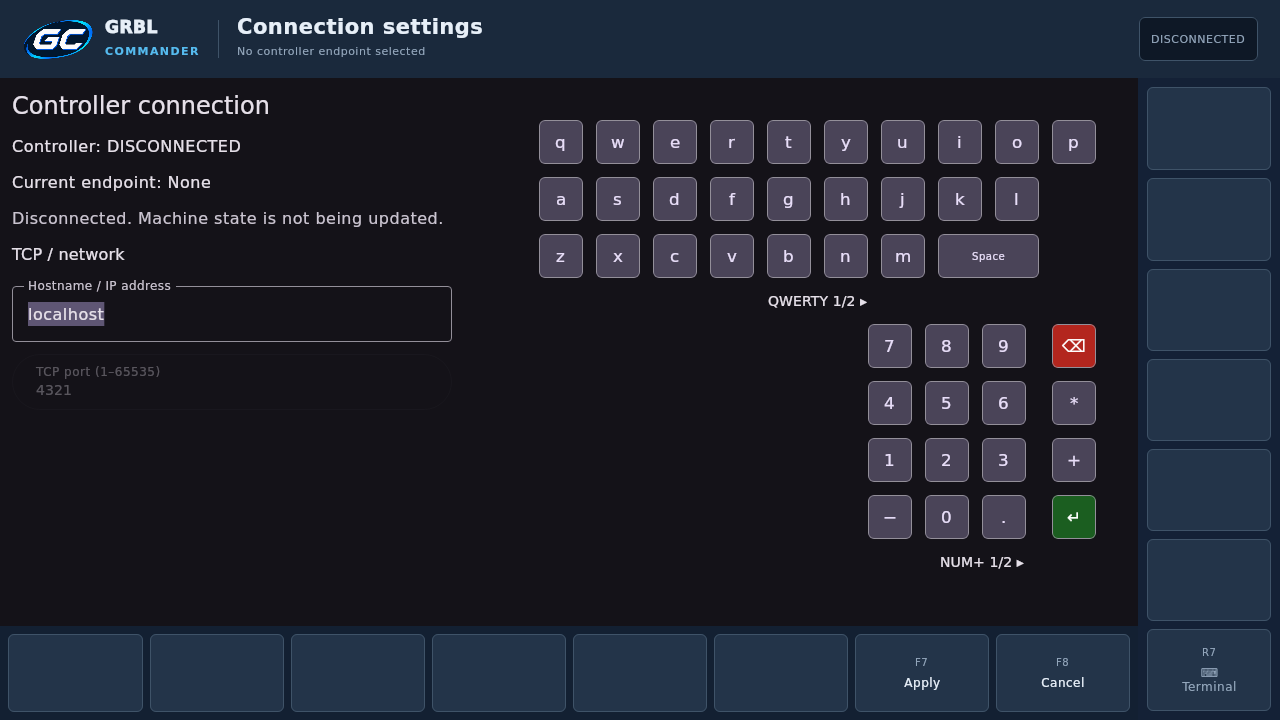 GC
GRBL
COMMANDER
Connection settings
No controller endpoint selected
DISCONNECTED
Controller connection
Controller: DISCONNECTED
Current endpoint: None
Disconnected. Machine state is not being updated.
TCP / network
Hostname / IP address
localhost
TCP port (1–65535)
4321
q w e r t y u i o p
a s d f g h j k l
z x c v b n m Space
QWERTY 1/2 ▸
7 8 9 ⌫
4 5 6 *
1 2 3 +
− 0 . ↵
NUM+ 1/2 ▸
F7
Apply
F8
Cancel
R7
⌨
Terminal